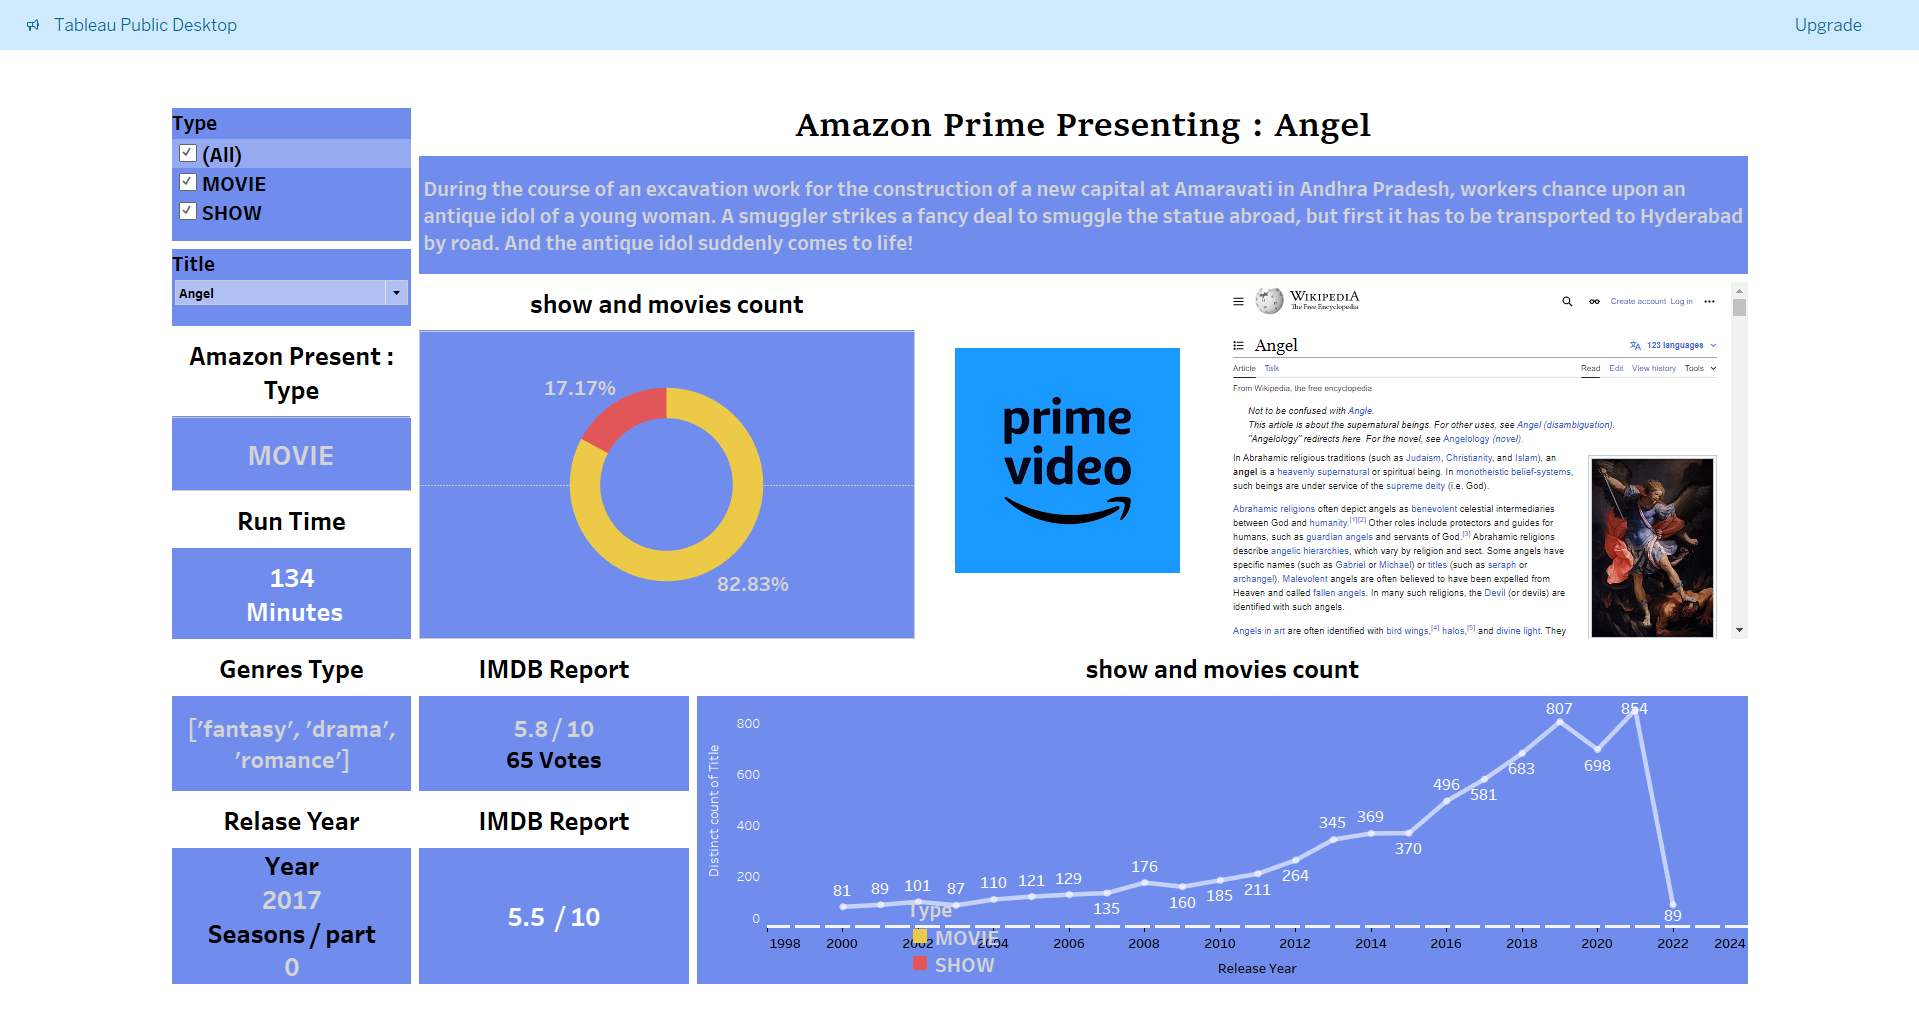 Tableau Public Desktop
Upgrade
Type
(All)
MOVIE
SHOW
Title
Angel
Amazon Present :
Type
MOVIE
Run Time
134
Minutes
Genres Type
['fantasy', 'drama',
'romance']
Relase Year
Year
2017
Seasons / part
0
Amazon Prime Presenting : Angel
During the course of an excavation work for the construction of a new capital at Amaravati in Andhra Pradesh, workers chance upon an
antique idol of a young woman. A smuggler strikes a fancy deal to smuggle the statue abroad, but first it has to be transported to Hyderabad
by road. And the antique idol suddenly comes to life!
show and movies count
17.17%
82.83%
prime
video
WIKIPEDIA
The Free Encyclopedia
Create account Log in
Angel
123 languages
Article Talk
Read Edit View history Tools
From Wikipedia, the free encyclopedia
Not to be confused with Angle.
This article is about the supernatural beings. For other uses, see Angel (disambiguation).
"Angelology" redirects here. For the novel, see Angelology (novel).
In Abrahamic religious traditions (such as Judaism, Christianity, and Islam), an
angel is a heavenly supernatural or spiritual being. In monotheistic belief-systems,
such beings are under service of the supreme deity (i.e. God).
Abrahamic religions often depict angels as benevolent celestial intermediaries
between God and humanity.[1][2] Other roles include protectors and guides for
humans, such as guardian angels and servants of God.[3] Abrahamic religions
describe angelic hierarchies, which vary by religion and sect. Some angels have
specific names (such as Gabriel or Michael) or titles (such as seraph or
archangel). Malevolent angels are often believed to have been expelled from
Heaven and called fallen angels. In many such religions, the Devil (or devils) are
identified with such angels.
Angels in art are often identified with bird wings,[4] halos,[5] and divine light. They
IMDB Report
5.8 / 10
65 Votes
IMDB Report
5.5 / 10
show and movies count
Distinct count of Title
800
600
400
200
0
81
89
101
87
110
121
129
135
176
160
185
211
264
345
369
370
496
581
683
807
698
854
89
Type
MOVIE
SHOW
1998 2000 2002 2004 2006 2008 2010 2012 2014 2016 2018 2020 2022 2024
Release Year